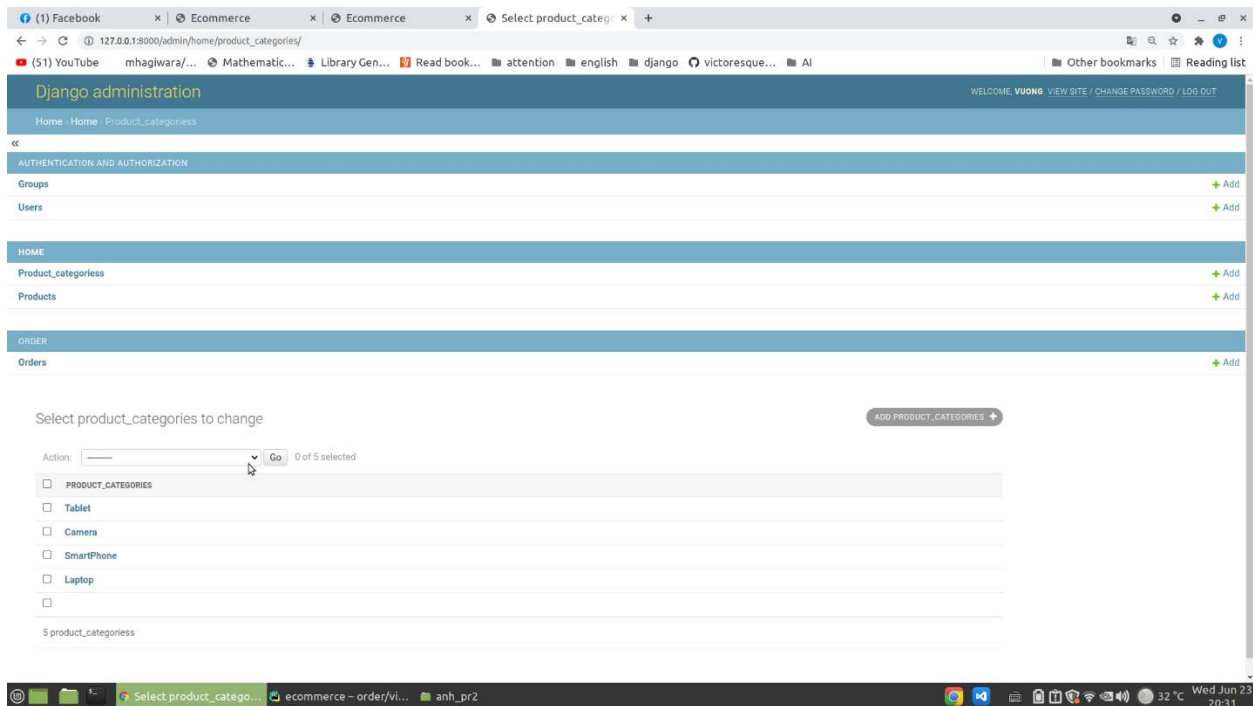 (1) Facebook
Ecommerce
Ecommerce
Select product_catego
127.0.0.1:8000/admin/home/product_categories/
V
(51) YouTube
mhagiwara/...
Mathematic...
Library Gen...
Read book...
attention
english
django
victoresque...
AI
Other bookmarks
Reading list
Django administration
WELCOME, VUONG. VIEW SITE / CHANGE PASSWORD / LOG OUT
Home › Home › Product_categoriess
«
AUTHENTICATION AND AUTHORIZATION
Groups
+ Add
Users
+ Add
HOME
Product_categoriess
+ Add
Products
+ Add
ORDER
Orders
+ Add
Select product_categories to change
ADD PRODUCT_CATEGORIES +
Action: --------- Go 0 of 5 selected
PRODUCT_CATEGORIES
Tablet
Camera
SmartPhone
Laptop
5 product_categoriess
Select product_catego...
ecommerce – order/vi...
anh_pr2
32 °C
Wed Jun 23
20:31